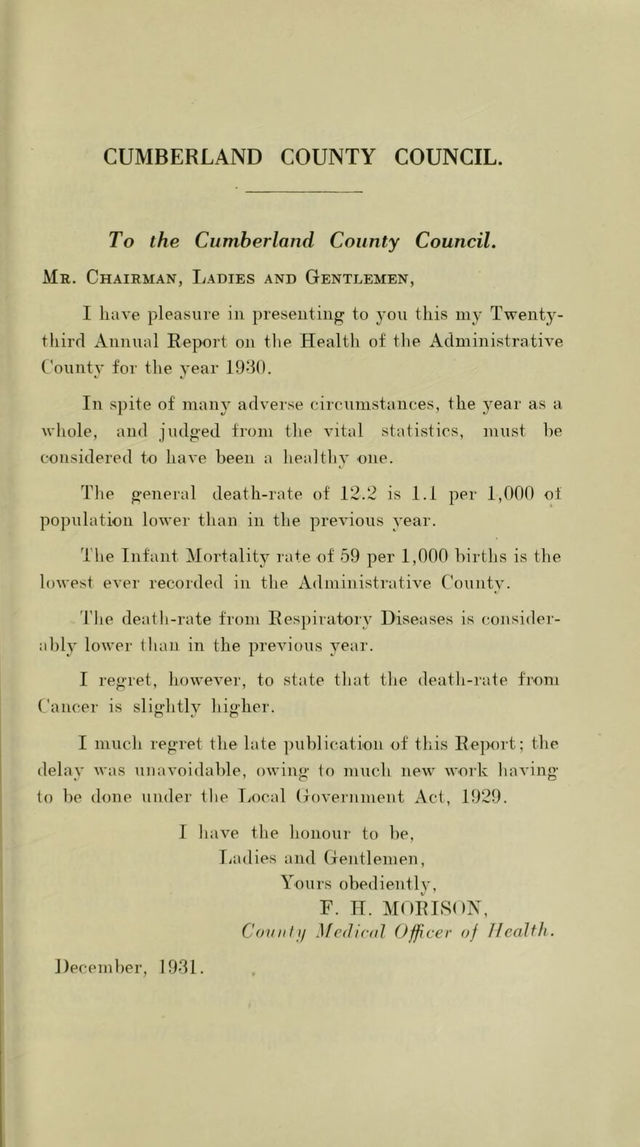 CUMBERLAND COUNTY COUNCIL.
To the Cumberland County Council.
Mr. Chairman, Ladies and Gentlemen,
I have pleasure in presenting to you this my Twenty-
third Annual Report on the Health of the Administrative
County for the year 1930.
In spite of many adverse circumstances, the year as a
whole, and judged from the vital statistics, must be
considered to have been a healthy one.
The general death-rate of 12.2 is 1.1 per 1,000 of
population lower than in the previous year.
The Infant Mortality rate of 59 per 1,000 births is the
lowest ever recorded in the Administrative County.
The death-rate from Respiratory Diseases is consider-
ably lower than in the previous year.
I regret, however, to state that the death-rate from
Cancer is slightly higher.
I much regret the late publication of this Report; the
delay was unavoidable, owing to much new work having
to be done under the Local Government Act, 1929.
I have the honour to be,
Ladies and Gentlemen,
Yours obediently,
F. H. MORISON,
County Medical Officer of Health.
December, 1931.